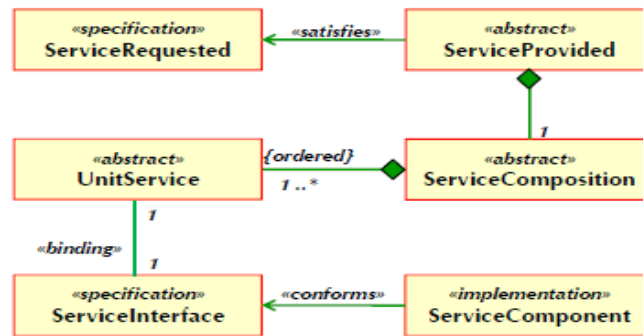 «specification»
ServiceRequested
«satisfies»
«abstract»
ServiceProvided
1
«abstract»
UnitService
{ordered}
1 ..*
«abstract»
ServiceComposition
1
«binding»
1
«specification»
ServiceInterface
«conforms»
«implementation»
ServiceComponent